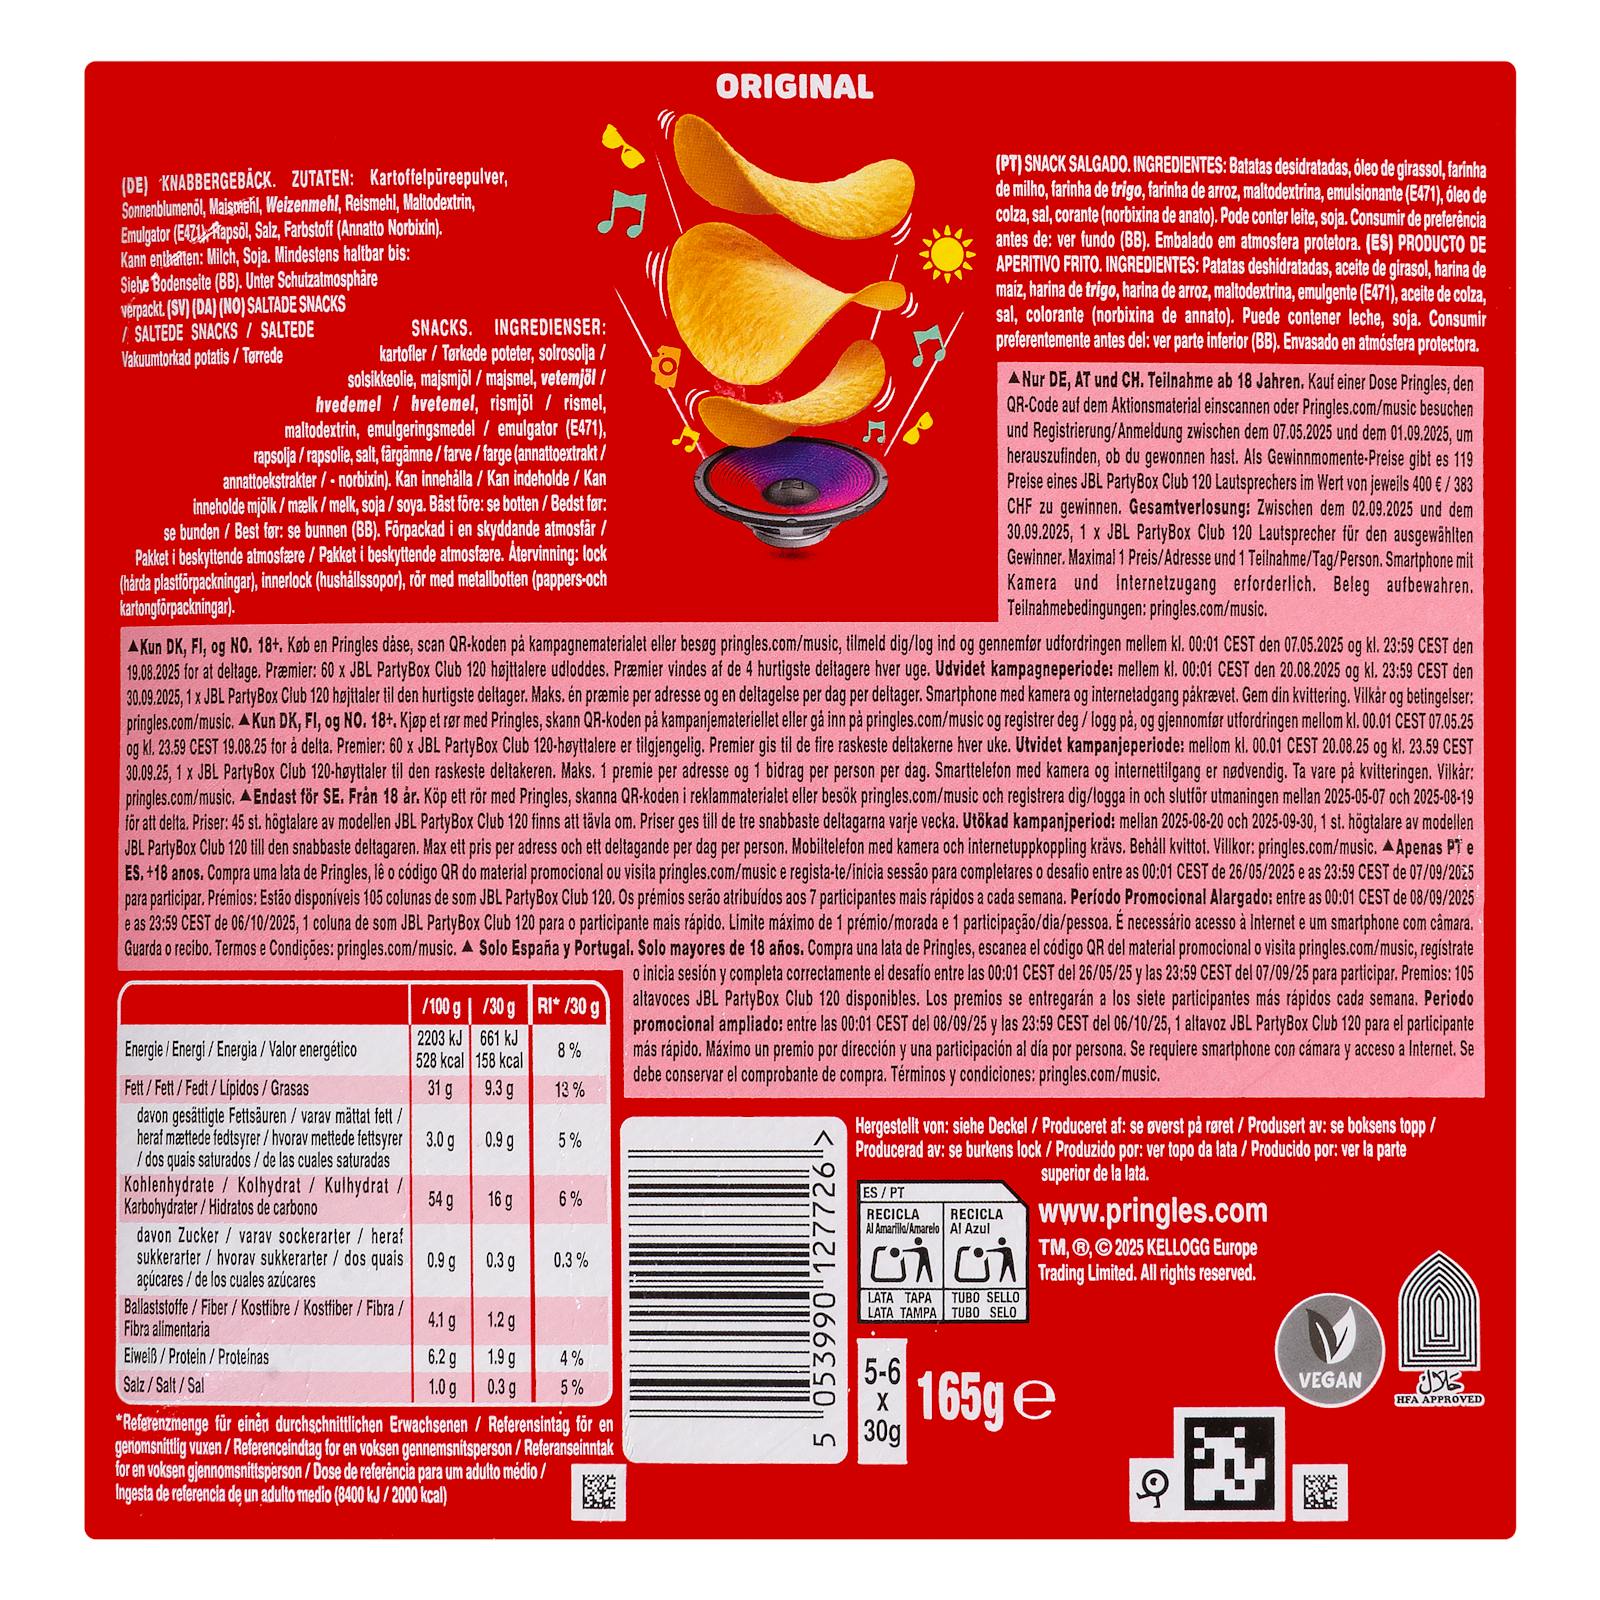 ORIGINAL
(DE) KNABBERGEBÄCK. ZUTATEN: Kartoffelpüreepulver,
Sonnenblumenöl, Maismehl, Weizenmehl, Reismehl, Maltodextrin,
Emulgator (E471), Rapsöl, Salz, Farbstoff (Annatto Norbixin).
Kann enthalten: Milch, Soja. Mindestens haltbar bis:
Siehe Bodenseite (BB). Unter Schutzatmosphäre
verpackt. (SV) (DA) (NO) SALTADE SNACKS
/ SALTEDE SNACKS / SALTEDE SNACKS. INGREDIENSER:
Vakuumtorkad potatis / Tørrede kartofler / Tørkede poteter, solrosolja /
solsikkeolie, majsmjöl / majsmel, vetemjöl /
hvedemel / hvetemel, rismjöl / rismel,
maltodextrin, emulgeringsmedel / emulgator (E471),
rapsolja / rapsolie, salt, färgämne / farve / farge (annattoextrakt /
annattoekstrakter / - norbixin). Kan innehålla / Kan indeholde / Kan
inneholde mjölk / mælk / melk, soja / soya. Bäst före: se botten / Bedst før:
se bunden / Best før: se bunnen (BB). Förpackad i en skyddande atmosfär /
Pakket i beskyttende atmosfære / Pakket i beskyttende atmosfære. Återvinning: lock
(hårda plastförpackningar), innerlock (hushållssopor), rör med metallbotten (pappers-och
kartongförpackningar).
(PT) SNACK SALGADO. INGREDIENTES: Batatas desidratadas, óleo de girassol, farinha
de milho, farinha de trigo, farinha de arroz, maltodextrina, emulsionante (E471), óleo de
colza, sal, corante (norbixina de anato). Pode conter leite, soja. Consumir de preferência
antes de: ver fundo (BB). Embalado em atmosfera protetora. (ES) PRODUCTO DE
APERITIVO FRITO. INGREDIENTES: Patatas deshidratadas, aceite de girasol, harina de
maíz, harina de trigo, harina de arroz, maltodextrina, emulgente (E471), aceite de colza,
sal, colorante (norbixina de annato). Puede contener leche, soja. Consumir
preferentemente antes del: ver parte inferior (BB). Envasado en atmósfera protectora.
▲Nur DE, AT und CH. Teilnahme ab 18 Jahren. Kauf einer Dose Pringles, den
QR-Code auf dem Aktionsmaterial einscannen oder Pringles.com/music besuchen
und Registrierung/Anmeldung zwischen dem 07.05.2025 und dem 01.09.2025, um
herauszufinden, ob du gewonnen hast. Als Gewinnmomente-Preise gibt es 119
Preise eines JBL PartyBox Club 120 Lautsprechers im Wert von jeweils 400 € / 383
CHF zu gewinnen. Gesamtverlosung: Zwischen dem 02.09.2025 und dem
30.09.2025, 1 x JBL PartyBox Club 120 Lautsprecher für den ausgewählten
Gewinner. Maximal 1 Preis/Adresse und 1 Teilnahme/Tag/Person. Smartphone mit
Kamera und Internetzugang erforderlich. Beleg aufbewahren.
Teilnahmebedingungen: pringles.com/music.
▲Kun DK, FI, og NO. 18+. Køb en Pringles dåse, scan QR-koden på kampagnematerialet eller besøg pringles.com/music, tilmeld dig/log ind og gennemfør udfordringen mellem kl. 00:01 CEST den 07.05.2025 og kl. 23:59 CEST den
19.08.2025 for at deltage. Præmier: 60 x JBL PartyBox Club 120 højttalere udloddes. Præmier vindes af de 4 hurtigste deltagere hver uge. Udvidet kampagneperiode: mellem kl. 00:01 CEST den 20.08.2025 og kl. 23:59 CEST den
30.09.2025, 1 x JBL PartyBox Club 120 højttaler til den hurtigste deltager. Maks. én præmie per adresse og en deltagelse per dag per deltager. Smartphone med kamera og internetadgang påkrævet. Gem din kvittering. Vilkår og betingelser:
pringles.com/music. ▲Kun DK, FI, og NO. 18+. Kjøp et rør med Pringles, skann QR-koden på kampanjemateriellet eller gå inn på pringles.com/music og registrer deg / logg på, og gjennomfør utfordringen mellom kl. 00.01 CEST 07.05.25
og kl. 23.59 CEST 19.08.25 for å delta. Premier: 60 x JBL PartyBox Club 120-høyttalere er tilgjengelig. Premier gis til de fire raskeste deltakerne hver uke. Utvidet kampanjeperiode: mellom kl. 00.01 CEST 20.08.25 og kl. 23.59 CEST
30.09.25, 1 x JBL PartyBox Club 120-høyttaler til den raskeste deltakeren. Maks. 1 premie per adresse og 1 bidrag per person per dag. Smarttelefon med kamera og internettilgang er nødvendig. Ta vare på kvitteringen. Vilkår:
pringles.com/music. ▲Endast för SE. Från 18 år. Köp ett rör med Pringles, skanna QR-koden i reklammaterialet eller besök pringles.com/music och registrera dig/logga in och slutför utmaningen mellan 2025-05-07 och 2025-08-19
för att delta. Priser: 45 st. högtalare av modellen JBL PartyBox Club 120 finns att tävla om. Priser ges till de tre snabbaste deltagarna varje vecka. Utökad kampanjperiod: mellan 2025-08-20 och 2025-09-30, 1 st. högtalare av modellen
JBL PartyBox Club 120 till den snabbaste deltagaren. Max ett pris per adress och ett deltagande per dag per person. Mobiltelefon med kamera och internetuppkoppling krävs. Behåll kvittot. Villkor: pringles.com/music. ▲Apenas PT e
ES, +18 anos. Compra uma lata de Pringles, lê o código QR do material promocional ou visita pringles.com/music e regista-te/inicia sessão para completares o desafio entre as 00:01 CEST de 26/05/2025 e as 23:59 CEST de 07/09/2025
para participar. Prémios: Estão disponíveis 105 colunas de som JBL PartyBox Club 120. Os prémios serão atribuídos aos 7 participantes mais rápidos a cada semana. Período Promocional Alargado: entre as 00:01 CEST de 08/09/2025
e as 23:59 CEST de 06/10/2025, 1 coluna de som JBL PartyBox Club 120 para o participante mais rápido. Limite máximo de 1 prémio/morada e 1 participação/dia/pessoa. É necessário acesso à Internet e um smartphone com câmara.
Guarda o recibo. Termos e Condições: pringles.com/music. ▲ Solo España y Portugal. Solo mayores de 18 años. Compra una lata de Pringles, escanea el código QR del material promocional o visita pringles.com/music, regístrate
o inicia sesión y completa correctamente el desafío entre las 00:01 CEST del 26/05/25 y las 23:59 CEST del 07/09/25 para participar. Premios: 105
altavoces JBL PartyBox Club 120 disponibles. Los premios se entregarán a los siete participantes más rápidos cada semana. Periodo
promocional ampliado: entre las 00:01 CEST del 08/09/25 y las 23:59 CEST del 06/10/25, 1 altavoz JBL PartyBox Club 120 para el participante
más rápido. Máximo un premio por dirección y una participación al día por persona. Se requiere smartphone con cámara y acceso a Internet. Se
debe conservar el comprobante de compra. Términos y condiciones: pringles.com/music.
/100 g /30 g RI* /30 g
Energie / Energi / Energia / Valor energético 2203 kJ 528 kcal 661 kJ 158 kcal 8 %
Fett / Fett / Fedt / Lípidos / Grasas 31 g 9.3 g 13 %
davon gesättigte Fettsäuren / varav mättat fett /
heraf mættede fedtsyrer / hvorav mettede fettsyrer 3.0 g 0.9 g 5 %
/ dos quais saturados / de las cuales saturadas
Kohlenhydrate / Kolhydrat / Kulhydrat /
Karbohydrater / Hidratos de carbono 54 g 16 g 6 %
davon Zucker / varav sockerarter / heraf
sukkerarter / hvorav sukkerarter / dos quais 0.9 g 0.3 g 0.3 %
açúcares / de los cuales azúcares
Ballaststoffe / Fiber / Kostfibre / Kostfiber / Fibra /
Fibra alimentaria 4.1 g 1.2 g
Eiweiß / Protein / Proteínas 6.2 g 1.9 g 4 %
Salz / Salt / Sal 1.0 g 0.3 g 5 %
*Referenzmenge für einen durchschnittlichen Erwachsenen / Referensintag för en
genomsnittlig vuxen / Referenceindtag for en voksen gennemsnitsperson / Referanseinntak
for en voksen gjennomsnittsperson / Dose de referência para um adulto médio /
Ingesta de referencia de un adulto medio (8400 kJ / 2000 kcal)
5 053990 127726 >
Hergestellt von: siehe Deckel / Produceret af: se øverst på røret / Produsert av: se boksens topp /
Producerad av: se burkens lock / Produzido por: ver topo da lata / Producido por: ver la parte
superior de la lata.
ES / PT
RECICLA RECICLA
Al Amarillo/Amarelo Al Azul
LATA TAPA TUBO SELLO
LATA TAMPA TUBO SELO
www.pringles.com
TM, ®, © 2025 KELLOGG Europe
Trading Limited. All rights reserved.
5-6
x
30g
165g e
VEGAN
حلال
HFA APPROVED